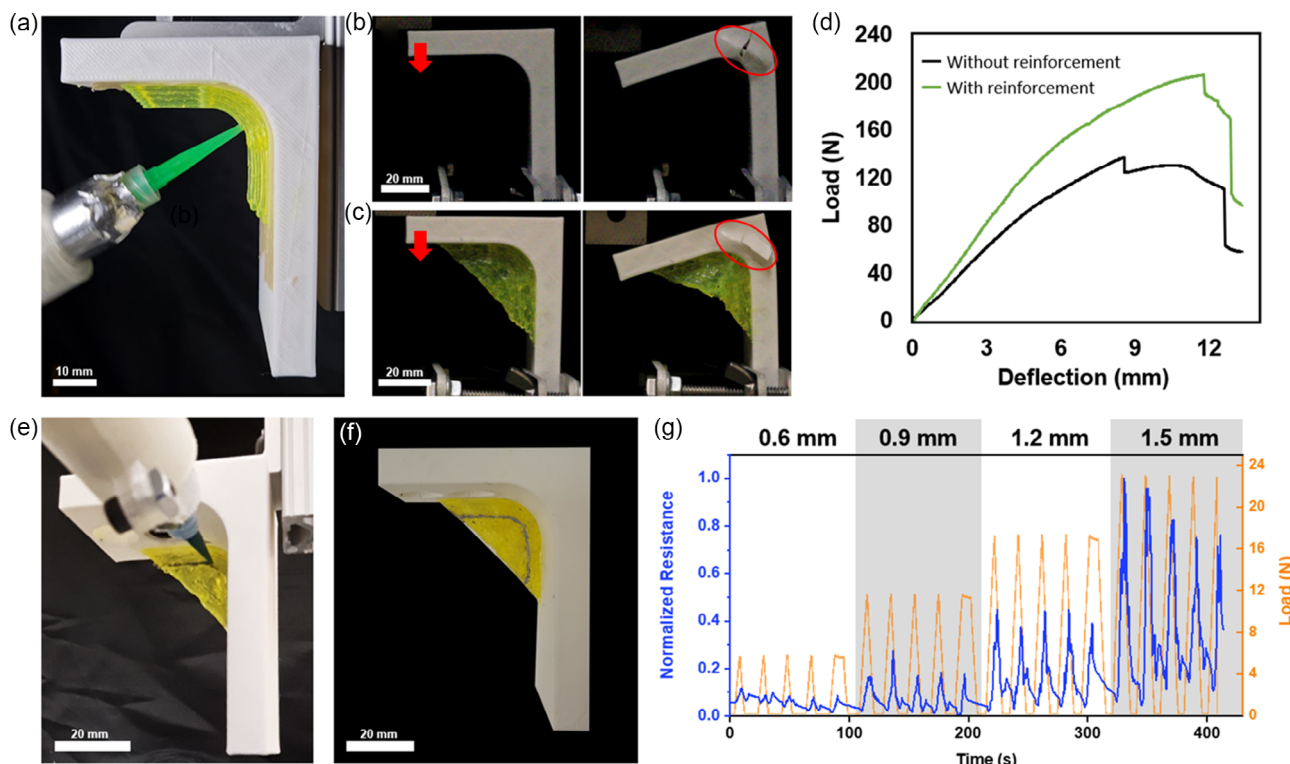 (a)
(b)
10 mm
(b)
20 mm
(c)
20 mm
(d)
240
200
160
120
80
40
0
Load (N)
Without reinforcement
With reinforcement
0 3 6 9 12
Deflection (mm)
(e)
20 mm
(f)
20 mm
(g)
0.6 mm 0.9 mm 1.2 mm 1.5 mm
1.0
0.8
0.6
0.4
0.2
0.0
Normalized Resistance
24
20
16
12
8
4
0
Load (N)
0 100 200 300 400
Time (s)